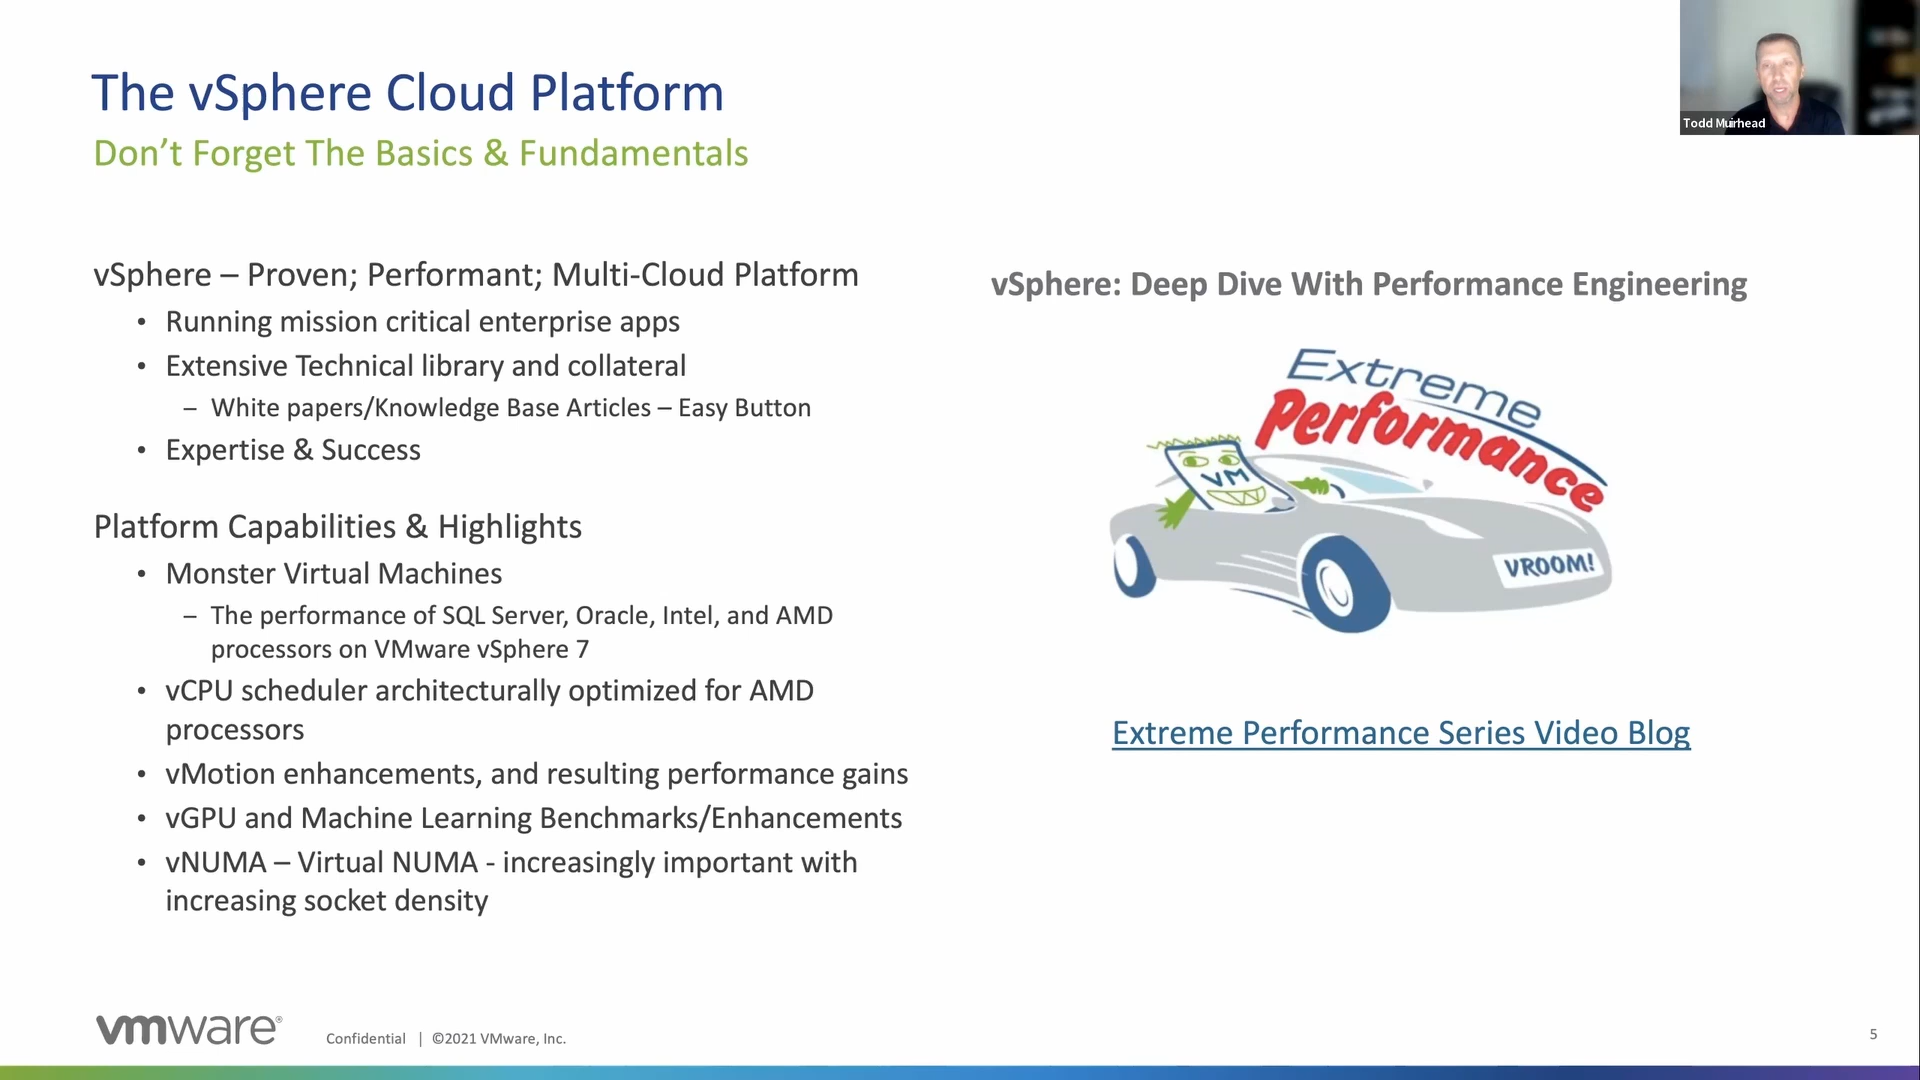 The vSphere Cloud Platform
Don't Forget The Basics & Fundamentals
Todd Muirhead
vSphere – Proven; Performant; Multi-Cloud Platform
• Running mission critical enterprise apps
• Extensive Technical library and collateral
– White papers/Knowledge Base Articles – Easy Button
• Expertise & Success
Platform Capabilities & Highlights
• Monster Virtual Machines
– The performance of SQL Server, Oracle, Intel, and AMD
processors on VMware vSphere 7
• vCPU scheduler architecturally optimized for AMD
processors
• vMotion enhancements, and resulting performance gains
• vGPU and Machine Learning Benchmarks/Enhancements
• vNUMA – Virtual NUMA - increasingly important with
increasing socket density
vSphere: Deep Dive With Performance Engineering
Extreme
Performance
VM
VROOM!
Extreme Performance Series Video Blog
vmware®
Confidential | ©2021 VMware, Inc.
5